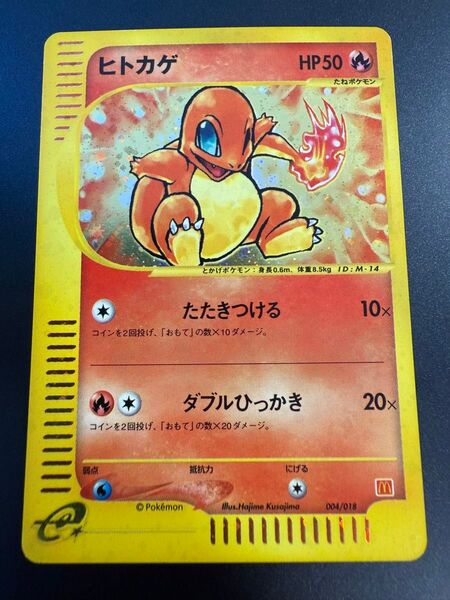 ヒトカゲ HP50
たねポケモン
とかげポケモン：身長0.6m、体重8.5kg ID:M-14
たたきつける 10×
コインを2回投げ、「おもて」の数×10ダメージ。
ダブルひっかき 20×
コインを2回投げ、「おもて」の数×20ダメージ。
弱点 抵抗力 にげる
e
© Pokémon Illus.Hajime Kusajima 004/018
M